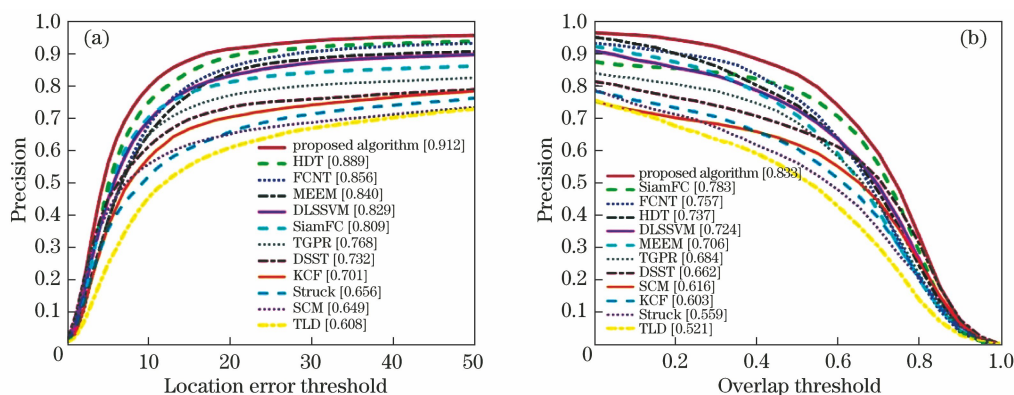 (a)
Precision
1.0
0.9
0.8
0.7
0.6
0.5
0.4
0.3
0.2
0.1
0
10
20
30
40
50
Location error threshold
proposed algorithm [0.912]
HDT [0.889]
FCNT [0.856]
MEEM [0.840]
DLSSVM [0.829]
SiamFC [0.809]
TGPR [0.768]
DSST [0.732]
KCF [0.701]
Struck [0.656]
SCM [0.649]
TLD [0.608]
(b)
Precision
1.0
0.9
0.8
0.7
0.6
0.5
0.4
0.3
0.2
0.1
0
0.2
0.4
0.6
0.8
1.0
Overlap threshold
proposed algorithm [0.833]
SiamFC [0.783]
FCNT [0.757]
HDT [0.737]
DLSSVM [0.724]
MEEM [0.706]
TGPR [0.684]
DSST [0.662]
SCM [0.616]
KCF [0.603]
Struck [0.559]
TLD [0.521]